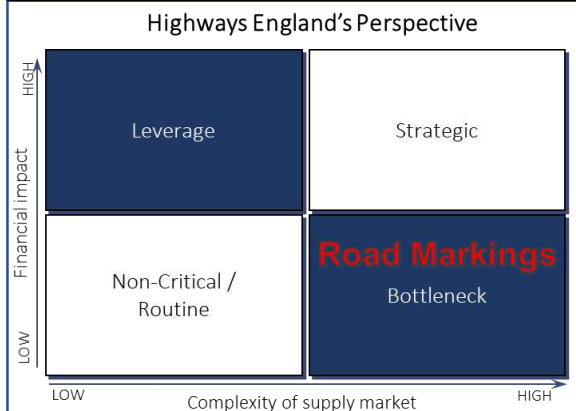 Highways England's Perspective
HIGH
Financial impact
LOW
Leverage
Strategic
Non-Critical /
Routine
Road Markings
Bottleneck
LOW
Complexity of supply market
HIGH